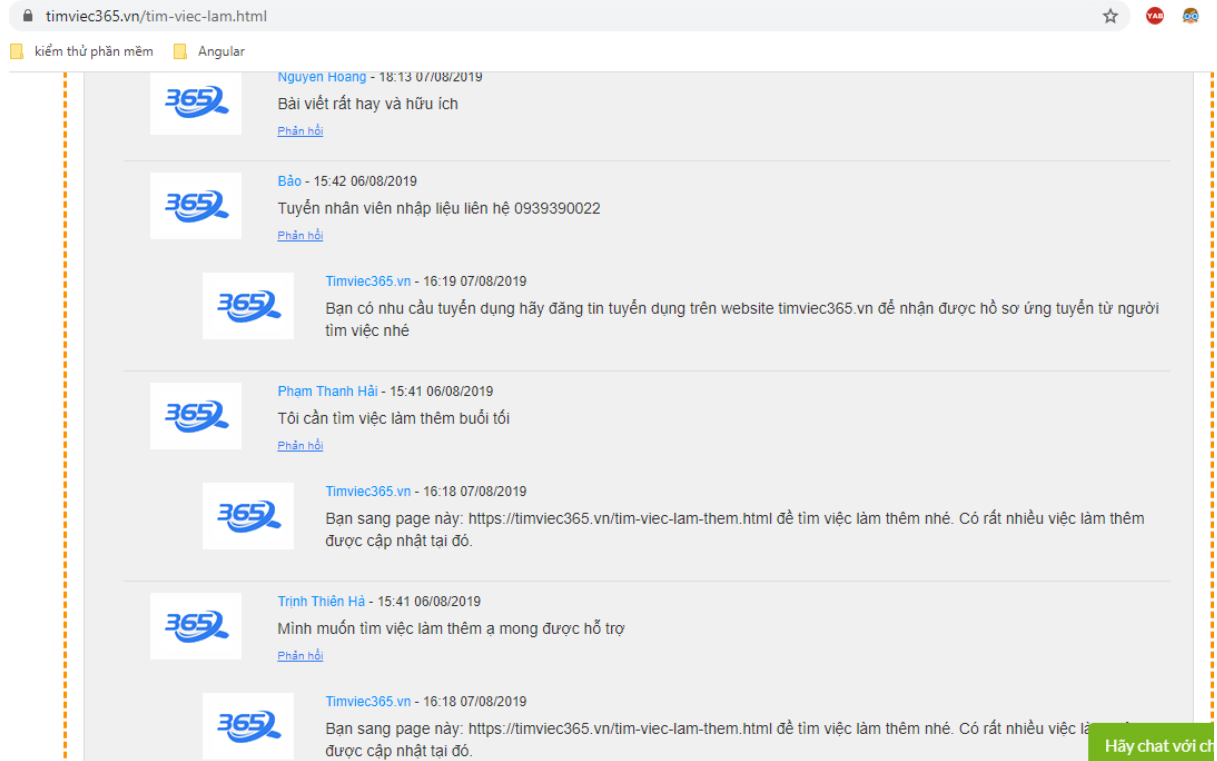 timviec365.vn/tim-viec-lam.html
YAB
kiểm thử phần mềm
Angular
365
Nguyen Hoang - 18:13 07/08/2019
Bài viết rất hay và hữu ích
Phản hồi
365
Bảo - 15:42 06/08/2019
Tuyển nhân viên nhập liệu liên hệ 0939390022
Phản hồi
365
Timviec365.vn - 16:19 07/08/2019
Bạn có nhu cầu tuyển dụng hãy đăng tin tuyển dụng trên website timviec365.vn để nhận được hồ sơ ứng tuyển từ người
tìm việc nhé
365
Phạm Thanh Hải - 15:41 06/08/2019
Tôi cần tìm việc làm thêm buổi tối
Phản hồi
365
Timviec365.vn - 16:18 07/08/2019
Bạn sang page này: https://timviec365.vn/tim-viec-lam-them.html để tìm việc làm thêm nhé. Có rất nhiều việc làm thêm
được cập nhật tại đó.
365
Trịnh Thiên Hà - 15:41 06/08/2019
Mình muốn tìm việc làm thêm ạ mong được hỗ trợ
Phản hồi
365
Timviec365.vn - 16:18 07/08/2019
Bạn sang page này: https://timviec365.vn/tim-viec-lam-them.html để tìm việc làm thêm nhé. Có rất nhiều việc
được cập nhật tại đó.
Hãy chat với